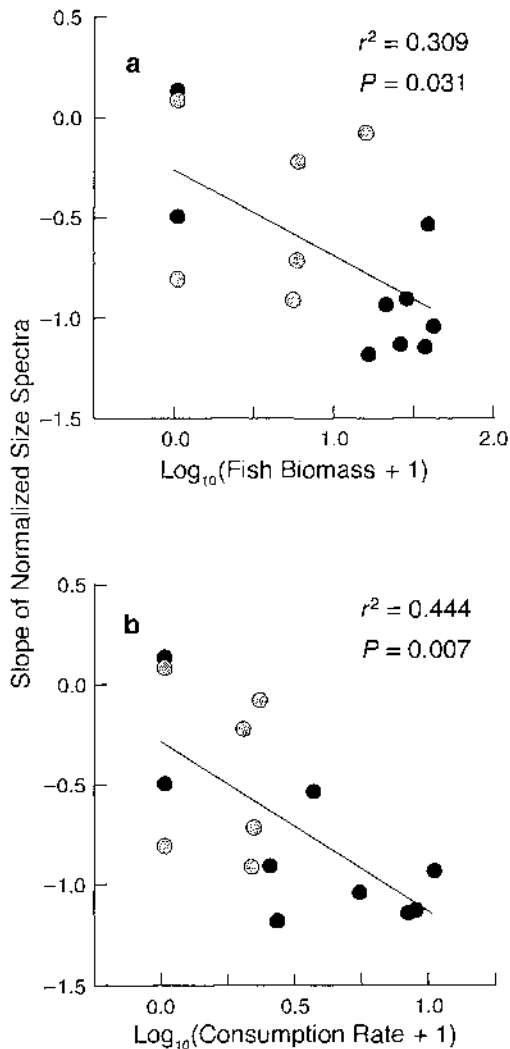 0.5
a
r² = 0.309
P = 0.031
0.0
−0.5
−1.0
−1.5
0.0 1.0 2.0
Log₁₀(Fish Biomass + 1)
Slope of Normalized Size Spectra
0.5
b
r² = 0.444
P = 0.007
0.0
−0.5
−1.0
−1.5
0.0 0.5 1.0
Log₁₀(Consumption Rate + 1)